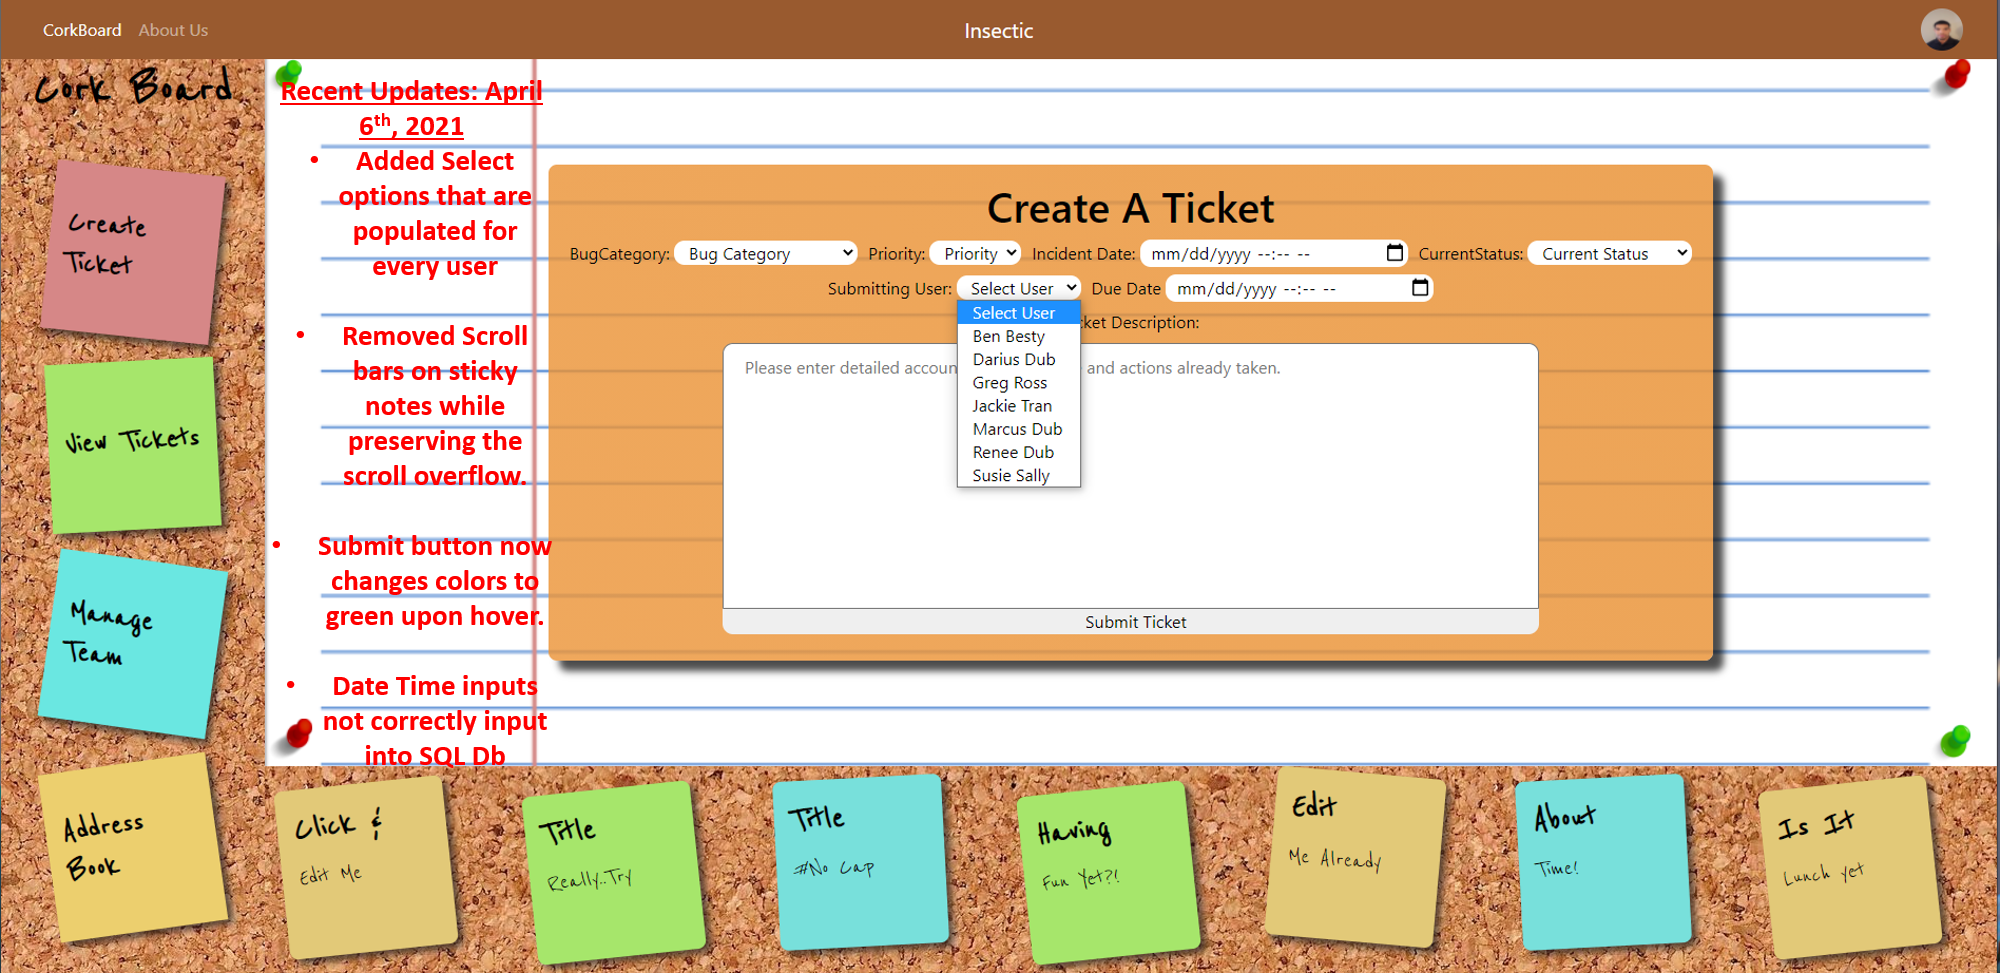 CorkBoard About Us
Insectic
Cork Board
Create
Ticket
View Tickets
Manage
Team
Address
Book
Recent Updates: April
6th, 2021
• Added Select
options that are
populated for
every user
• Removed Scroll
bars on sticky
notes while
preserving the
scroll overflow.
• Submit button now
changes colors to
green upon hover.
• Date Time inputs
not correctly input
into SQL Db
Create A Ticket
BugCategory: Bug Category Priority: Priority Incident Date: mm/dd/yyyy --:-- -- CurrentStatus: Current Status
Submitting User: Select User Due Date mm/dd/yyyy --:-- --
Select User
Ben Besty
Darius Dub
Greg Ross
Jackie Tran
Marcus Dub
Renee Dub
Susie Sally
Description:
Please enter detailed and actions already taken.
Submit Ticket
Click &
Edit Me
Title
Really..Try
Title
#No Cap
Having
Fun Yet?!
Edit
Me Already
About
Time!
Is It
Lunch yet